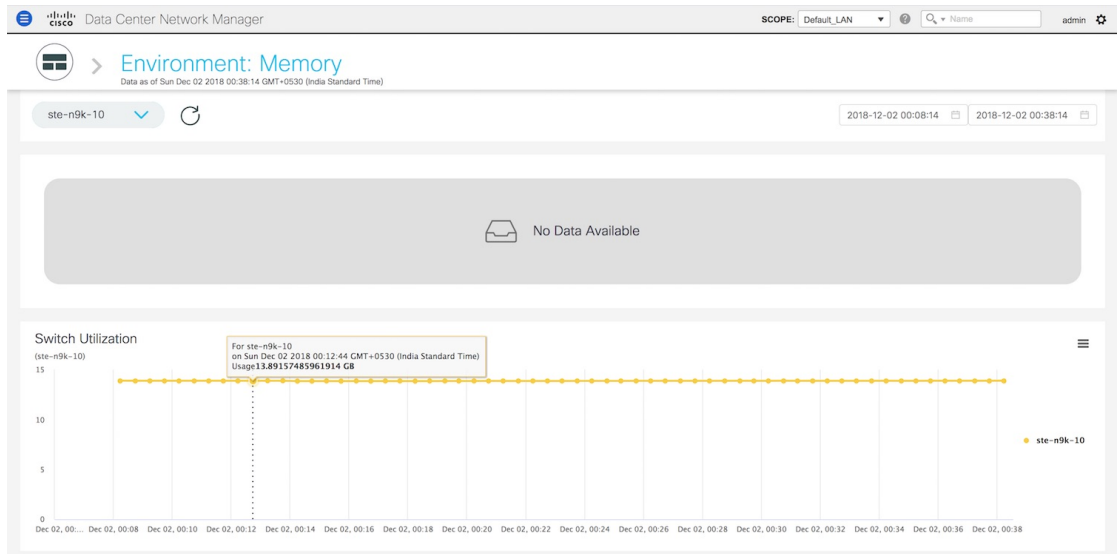 cisco Data Center Network Manager
SCOPE: Default_LAN
Name
admin
Environment: Memory
Data as of Sun Dec 02 2018 00:38:14 GMT+0530 (India Standard Time)
ste-n9k-10
2018-12-02 00:08:14
2018-12-02 00:38:14
No Data Available
Switch Utilization
(ste-n9k-10)
For ste-n9k-10
on Sun Dec 02 2018 00:12:44 GMT+0530 (India Standard Time)
Usage13.89157485961914 GB
15
10
5
0
ste-n9k-10
Dec 02, 00:... Dec 02, 00:08 Dec 02, 00:10 Dec 02, 00:12 Dec 02, 00:14 Dec 02, 00:16 Dec 02, 00:18 Dec 02, 00:20 Dec 02, 00:22 Dec 02, 00:24 Dec 02, 00:26 Dec 02, 00:28 Dec 02, 00:30 Dec 02, 00:32 Dec 02, 00:34 Dec 02, 00:36 Dec 02, 00:38